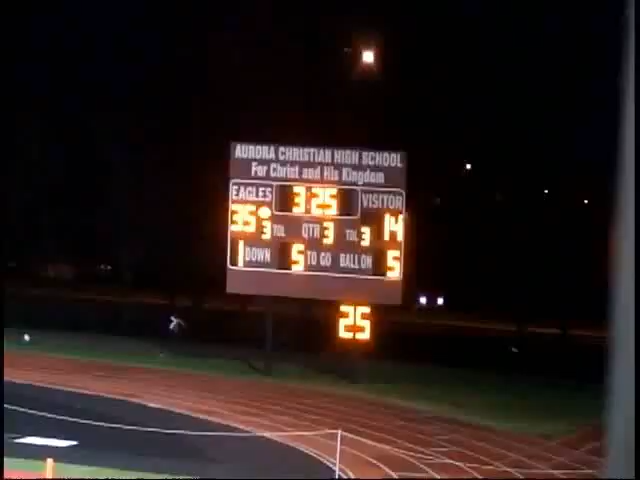 AURORA CHRISTIAN HIGH SCHOOL
For Christ and His Kingdom
EAGLES 3:25 VISITOR
35 3 TOL QTR 3 TOL 3 14
1 DOWN 5 TO GO BALL ON 5
25